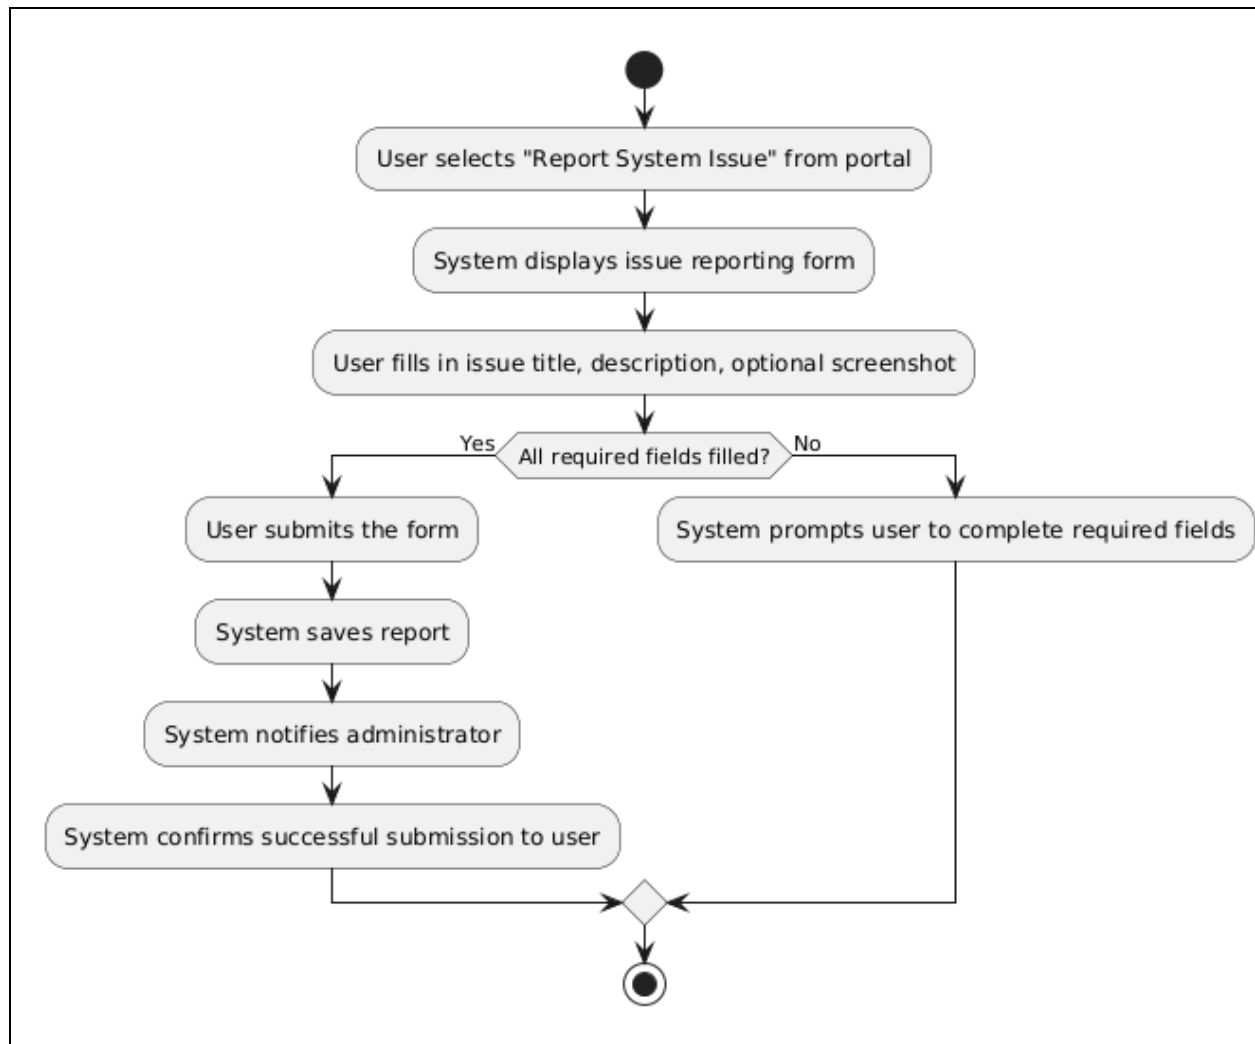 User selects "Report System Issue" from portal
System displays issue reporting form
User fills in issue title, description, optional screenshot
All required fields filled?
Yes
No
User submits the form
System prompts user to complete required fields
System saves report
System notifies administrator
System confirms successful submission to user